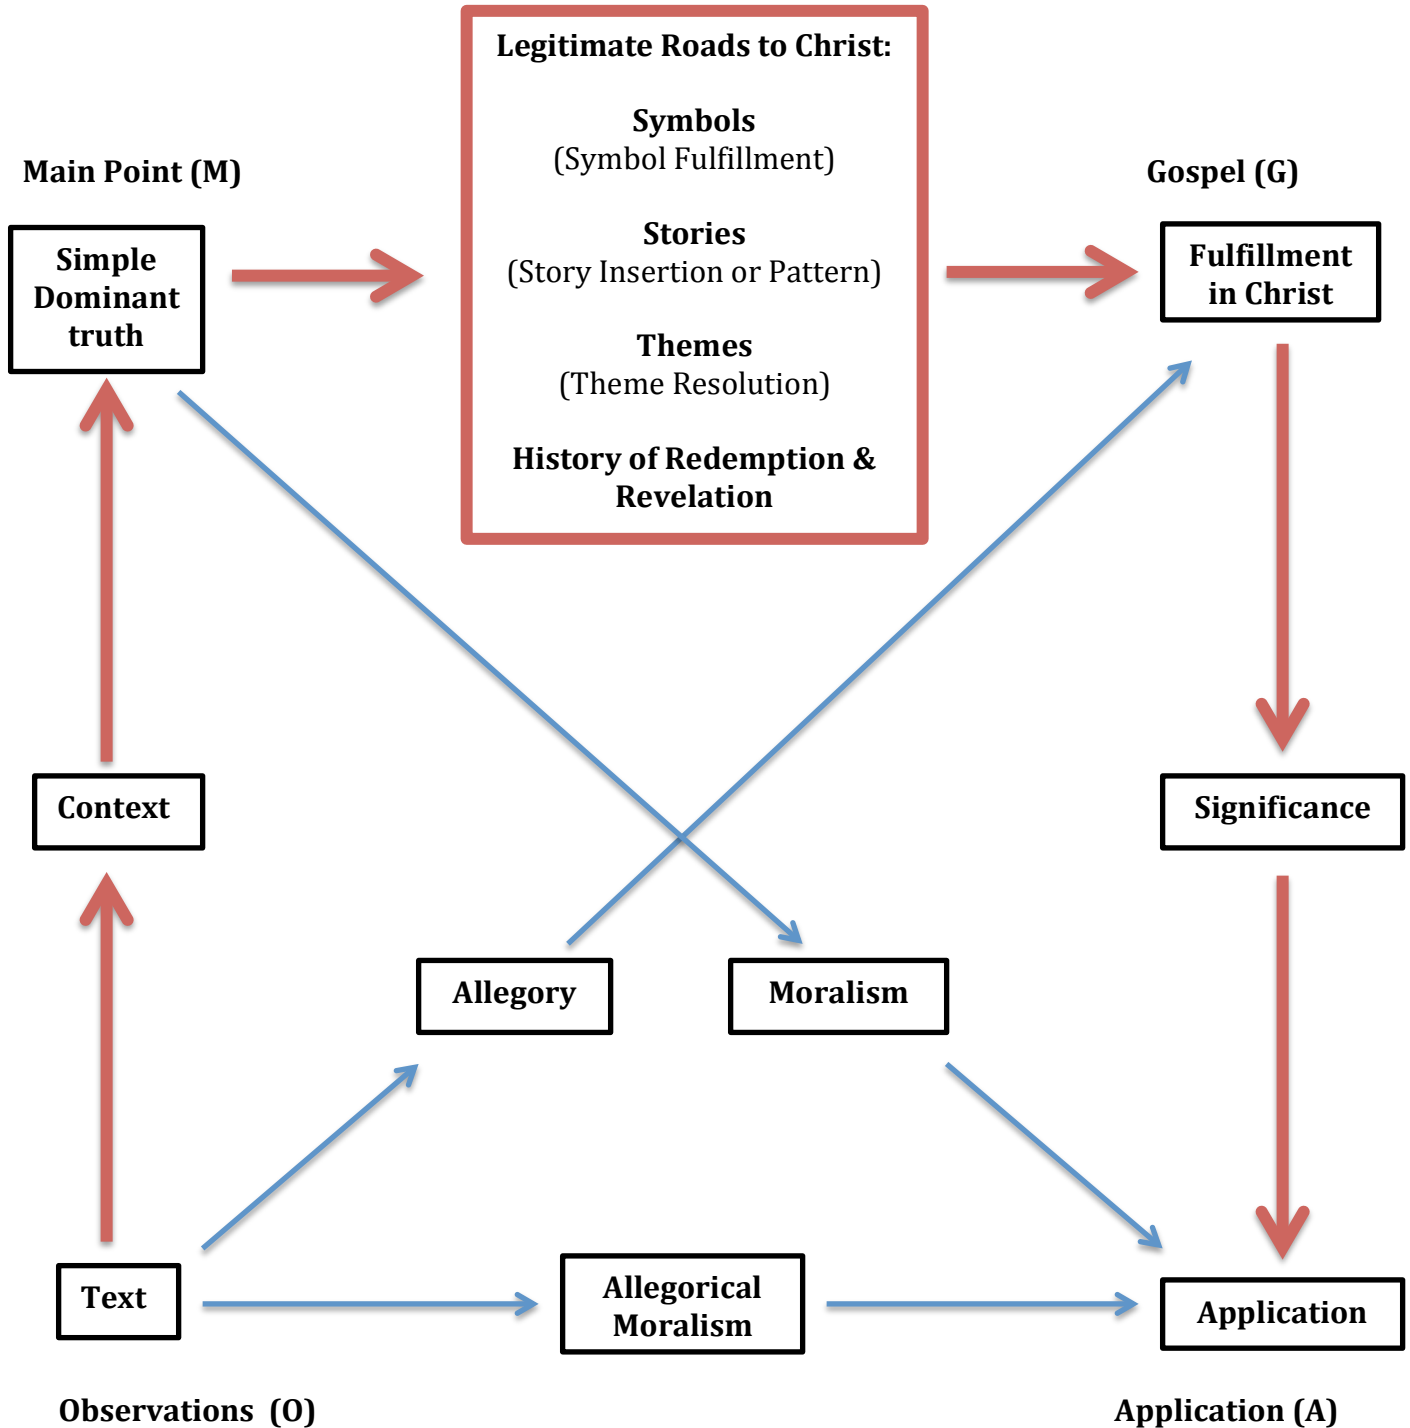 Legitimate Roads to Christ:
Symbols
(Symbol Fulfillment)
Stories
(Story Insertion or Pattern)
Themes
(Theme Resolution)
History of Redemption &
Revelation
Main Point (M)
Simple
Dominant
truth
Gospel (G)
Fulfillment
in Christ
Context
Significance
Allegory
Moralism
Text
Allegorical
Moralism
Application
Observations (O)
Application (A)